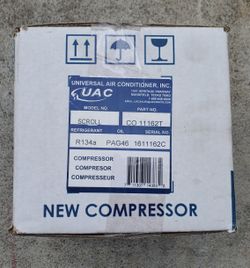 UNIVERSAL AIR CONDITIONER, INC.
UAC
MODEL NO. PART NO.
SCROLL CO 11162T
REFRIGERANT OIL SERIAL NO.
R134a PAG46 1611162C
COMPRESSOR
COMPRESOR
COMPRESSEUR
NEW COMPRESSOR